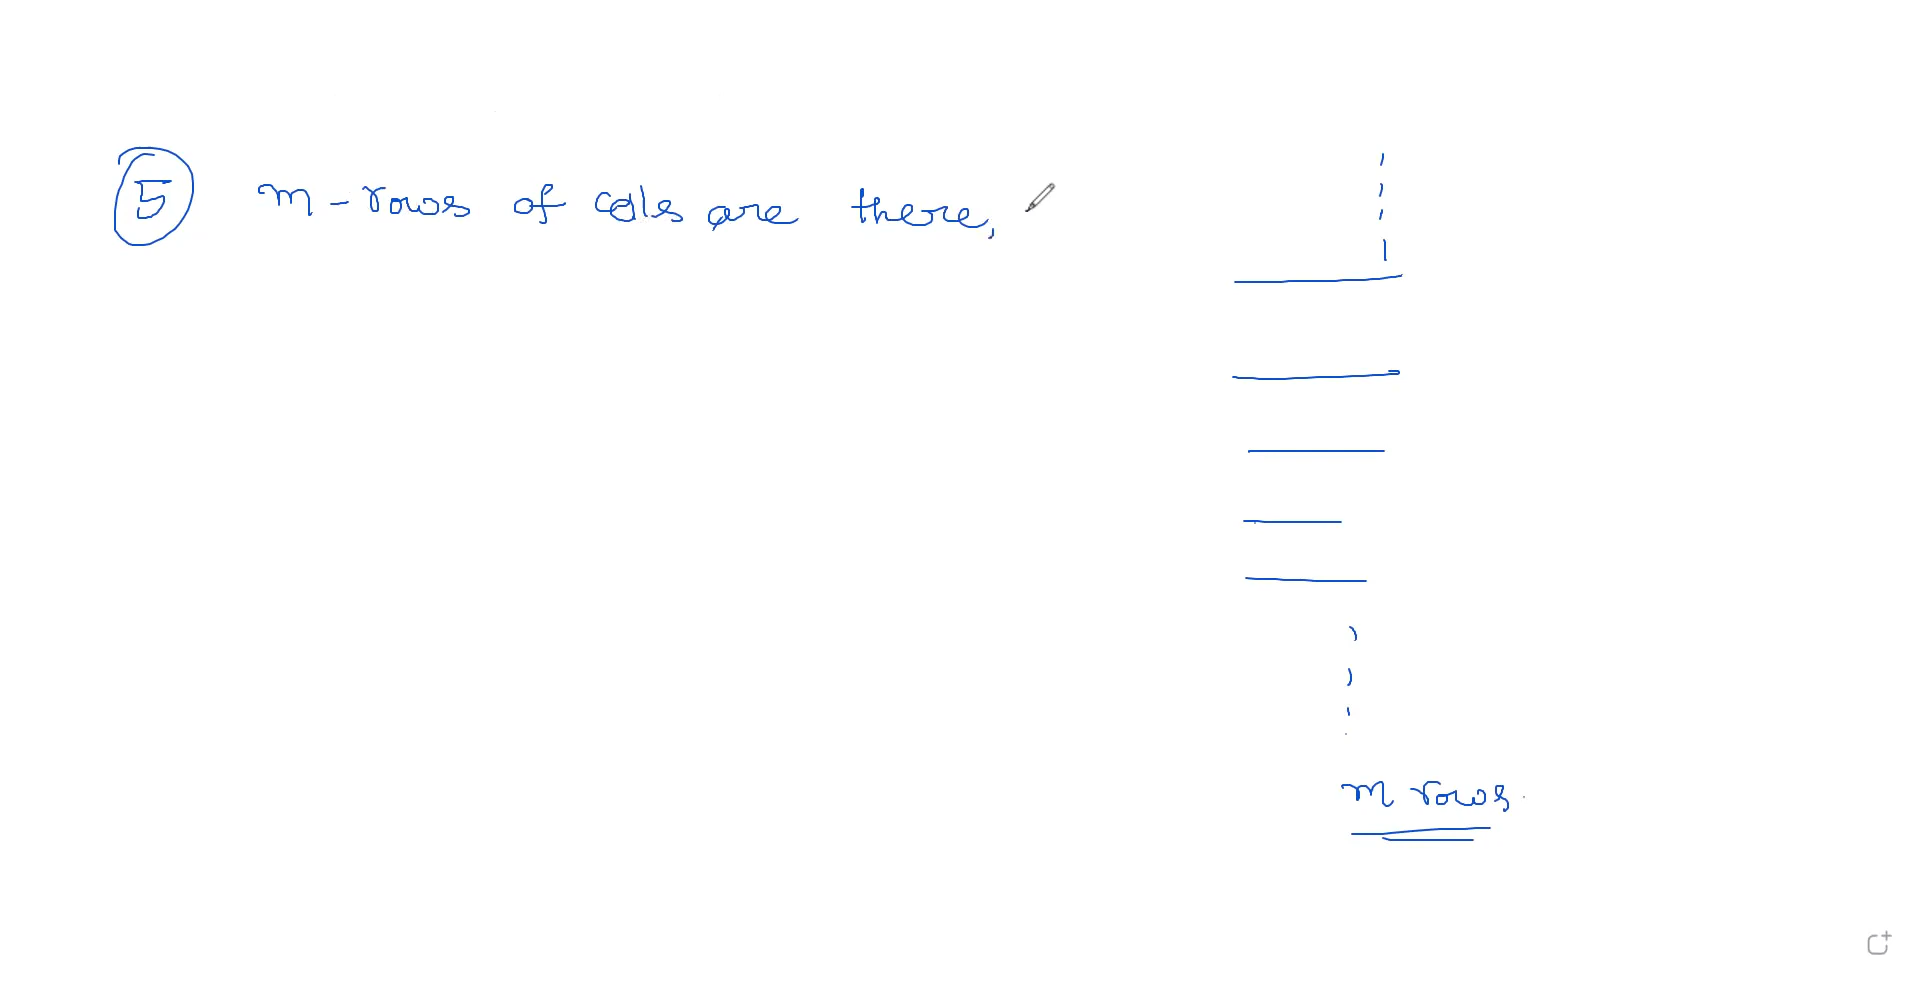 5 m-rows of cells are there,
m rows.